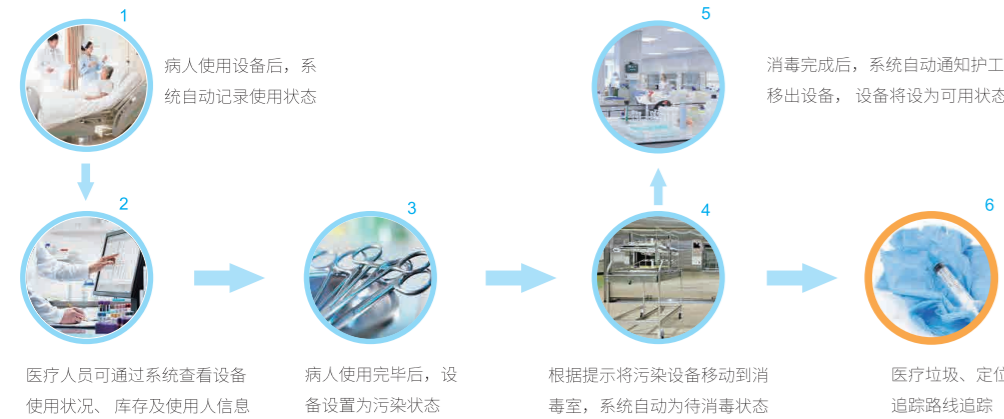 1
病人使用设备后，系
统自动记录使用状态
5
消毒完成后，系统自动通知护工
移出设备， 设备将设为可用状态
2
医疗人员可通过系统查看设备
使用状况、 库存及使用人信息
3
病人使用完毕后，设
备设置为污染状态
4
根据提示将污染设备移动到消
毒室，系统自动为待消毒状态
6
医疗垃圾、定位
追踪路线追踪